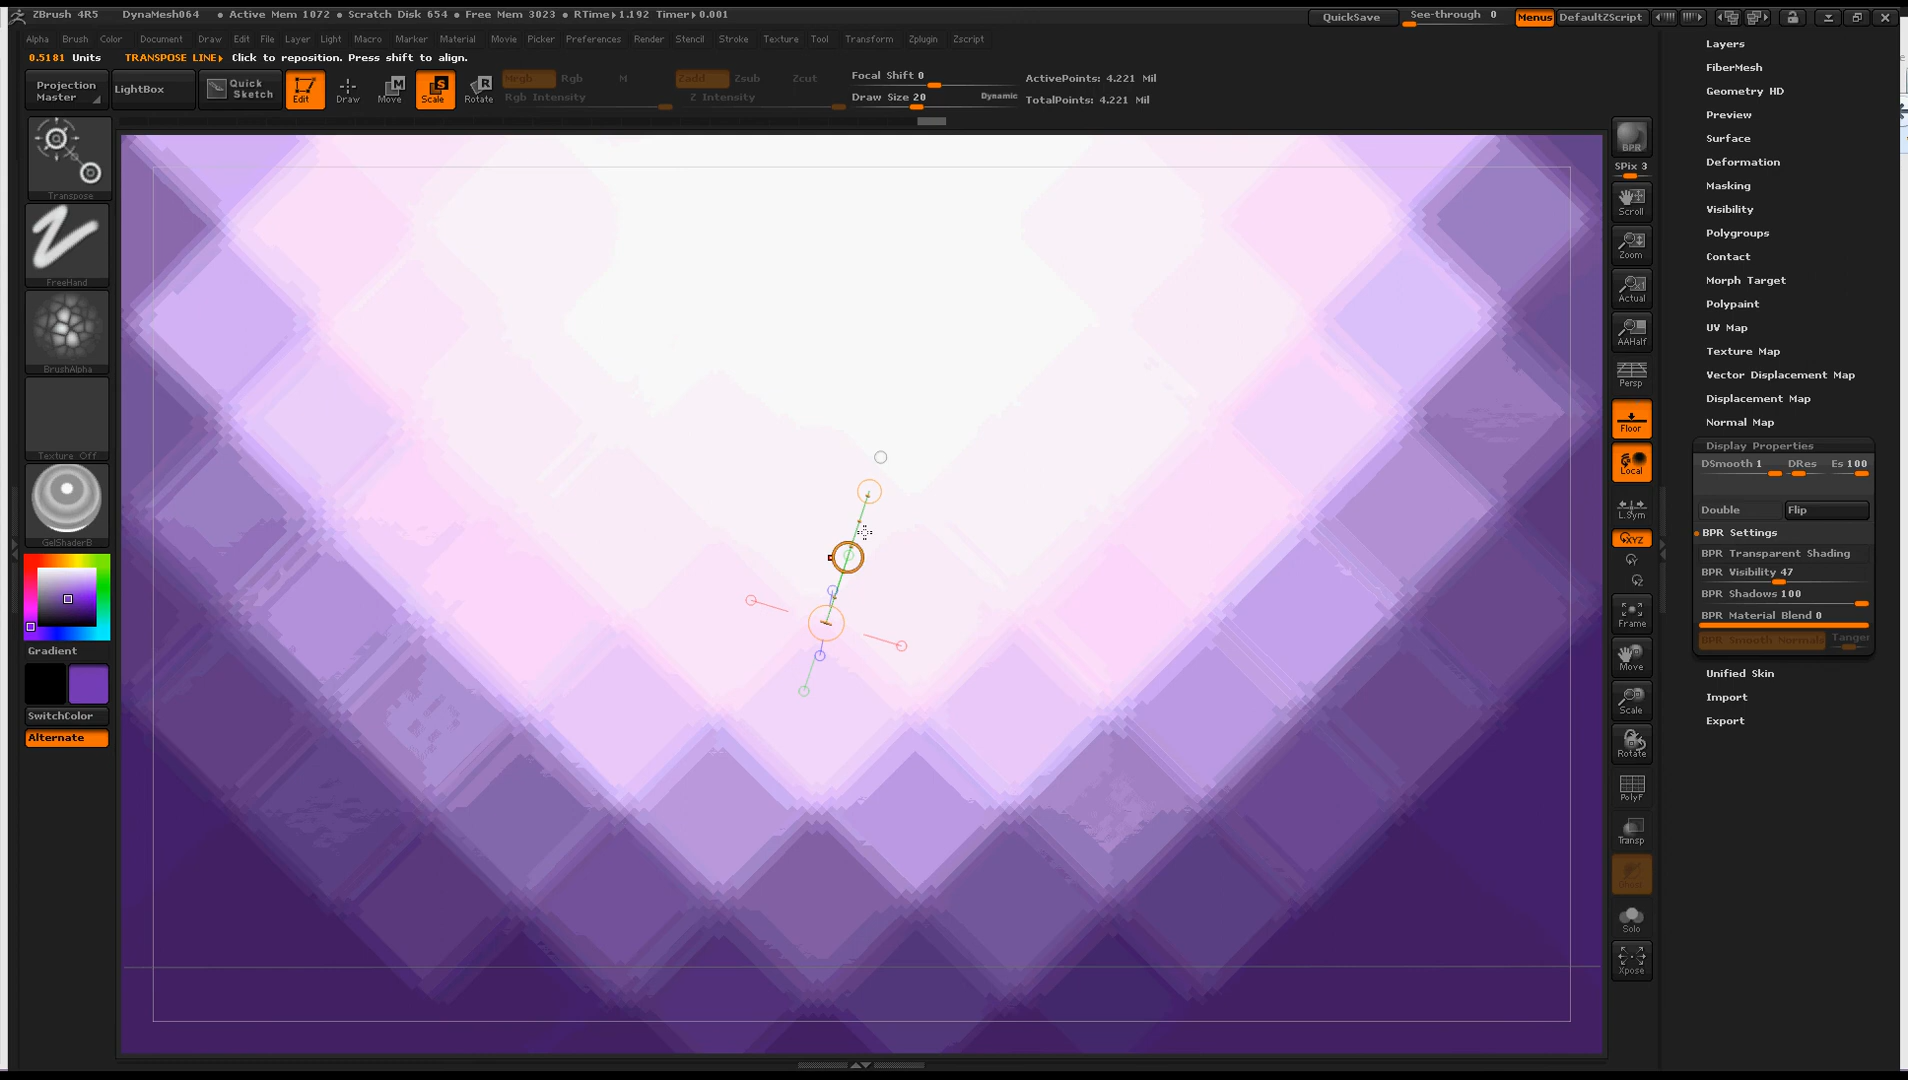 ZBrush 4R5 DynaMesh064 • Active Mem 1072 • Scratch Disk 654 • Free Mem 3023 • RTime▸1.192 Timer▸0.001 QuickSave See-through 0 Menus DefaultZScript
Alpha Brush Color Document Draw Edit File Layer Light Macro Marker Material Movie Picker Preferences Render Stencil Stroke Texture Tool Transform Zplugin Zscript
0.5181 Units TRANSPOSE LINE▸ Click to reposition. Press shift to align.
Projection Master
LightBox
Quick Sketch
Edit
Draw
Move
Scale
Rotate
Mrgb Rgb M
Rgb Intensity
Zadd Zsub Zcut
Z Intensity
Focal Shift 0
Draw Size 20 Dynamic
ActivePoints: 4.221 Mil
TotalPoints: 4.221 Mil
Transpose
FreeHand
BrushAlpha
Texture Off
GelShaderB
Gradient
SwitchColor
Alternate
BPR
SPix 3
Scroll
Zoom
Actual
AAHalf
Persp
Floor
Local
L.Sym
XYZ
Frame
Move
Scale
Rotate
PolyF
Transp
Ghost
Solo
Xpose
Layers
FiberMesh
Geometry HD
Preview
Surface
Deformation
Masking
Visibility
Polygroups
Contact
Morph Target
Polypaint
UV Map
Texture Map
Vector Displacement Map
Displacement Map
Normal Map
Display Properties
DSmooth 1 DRes Es 100
Double Flip
BPR Settings
BPR Transparent Shading
BPR Visibility 47
BPR Shadows 100
BPR Material Blend 0
BPR Smooth Normals Tanger
Unified Skin
Import
Export